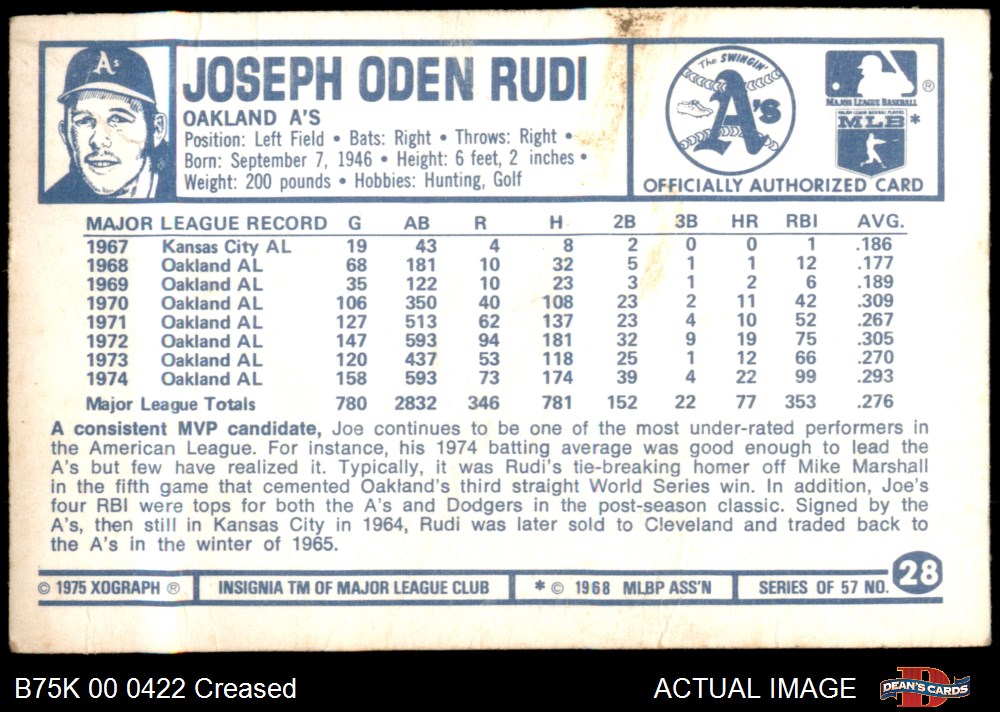 A's
JOSEPH ODEN RUDI
OAKLAND A'S
Position: Left Field • Bats: Right • Throws: Right •
Born: September 7, 1946 • Height: 6 feet, 2 inches •
Weight: 200 pounds • Hobbies: Hunting, Golf
The SWINGIN'
A's
MAJOR LEAGUE BASEBALL ®
MAJOR LEAGUE BASEBALL PLAYERS
MLB *
OFFICIALLY AUTHORIZED CARD
MAJOR LEAGUE RECORD G AB R H 2B 3B HR RBI AVG.
1967 Kansas City AL 19 43 4 8 2 0 0 1 .186
1968 Oakland AL 68 181 10 32 5 1 1 12 .177
1969 Oakland AL 35 122 10 23 3 1 2 6 .189
1970 Oakland AL 106 350 40 108 23 2 11 42 .309
1971 Oakland AL 127 513 62 137 23 4 10 52 .267
1972 Oakland AL 147 593 94 181 32 9 19 75 .305
1973 Oakland AL 120 437 53 118 25 1 12 66 .270
1974 Oakland AL 158 593 73 174 39 4 22 99 .293
Major League Totals 780 2832 346 781 152 22 77 353 .276
A consistent MVP candidate, Joe continues to be one of the most under-rated performers in
the American League. For instance, his 1974 batting average was good enough to lead the
A's but few have realized it. Typically, it was Rudi's tie-breaking homer off Mike Marshall
in the fifth game that cemented Oakland's third straight World Series win. In addition, Joe's
four RBI were tops for both the A's and Dodgers in the post-season classic. Signed by the
A's, then still in Kansas City in 1964, Rudi was later sold to Cleveland and traded back to
the A's in the winter of 1965.
© 1975 XOGRAPH ® INSIGNIA TM OF MAJOR LEAGUE CLUB * © 1968 MLBP ASS'N SERIES OF 57 NO. 28
B75K 00 0422 Creased ACTUAL IMAGE DEAN'S CARDS